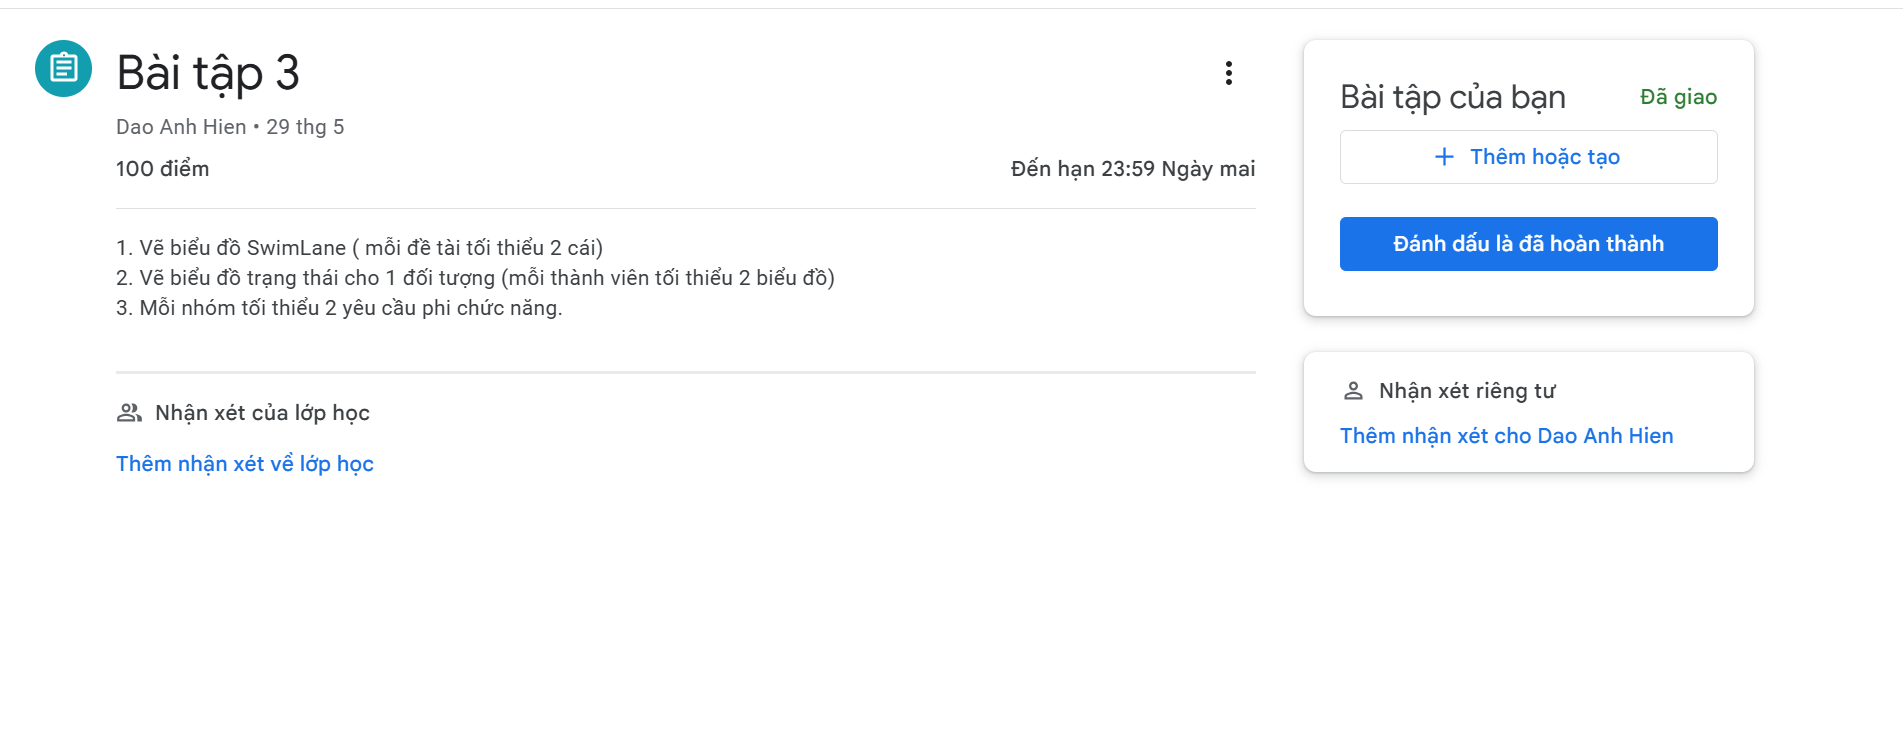 Bài tập 3
Dao Anh Hien • 29 thg 5
100 điểm
Đến hạn 23:59 Ngày mai
1. Vẽ biểu đồ SwimLane ( mỗi đề tài tối thiểu 2 cái)
2. Vẽ biểu đồ trạng thái cho 1 đối tượng (mỗi thành viên tối thiểu 2 biểu đồ)
3. Mỗi nhóm tối thiểu 2 yêu cầu phi chức năng.
Nhận xét của lớp học
Thêm nhận xét về lớp học
Bài tập của bạn
Đã giao
Thêm hoặc tạo
Đánh dấu là đã hoàn thành
Nhận xét riêng tư
Thêm nhận xét cho Dao Anh Hien